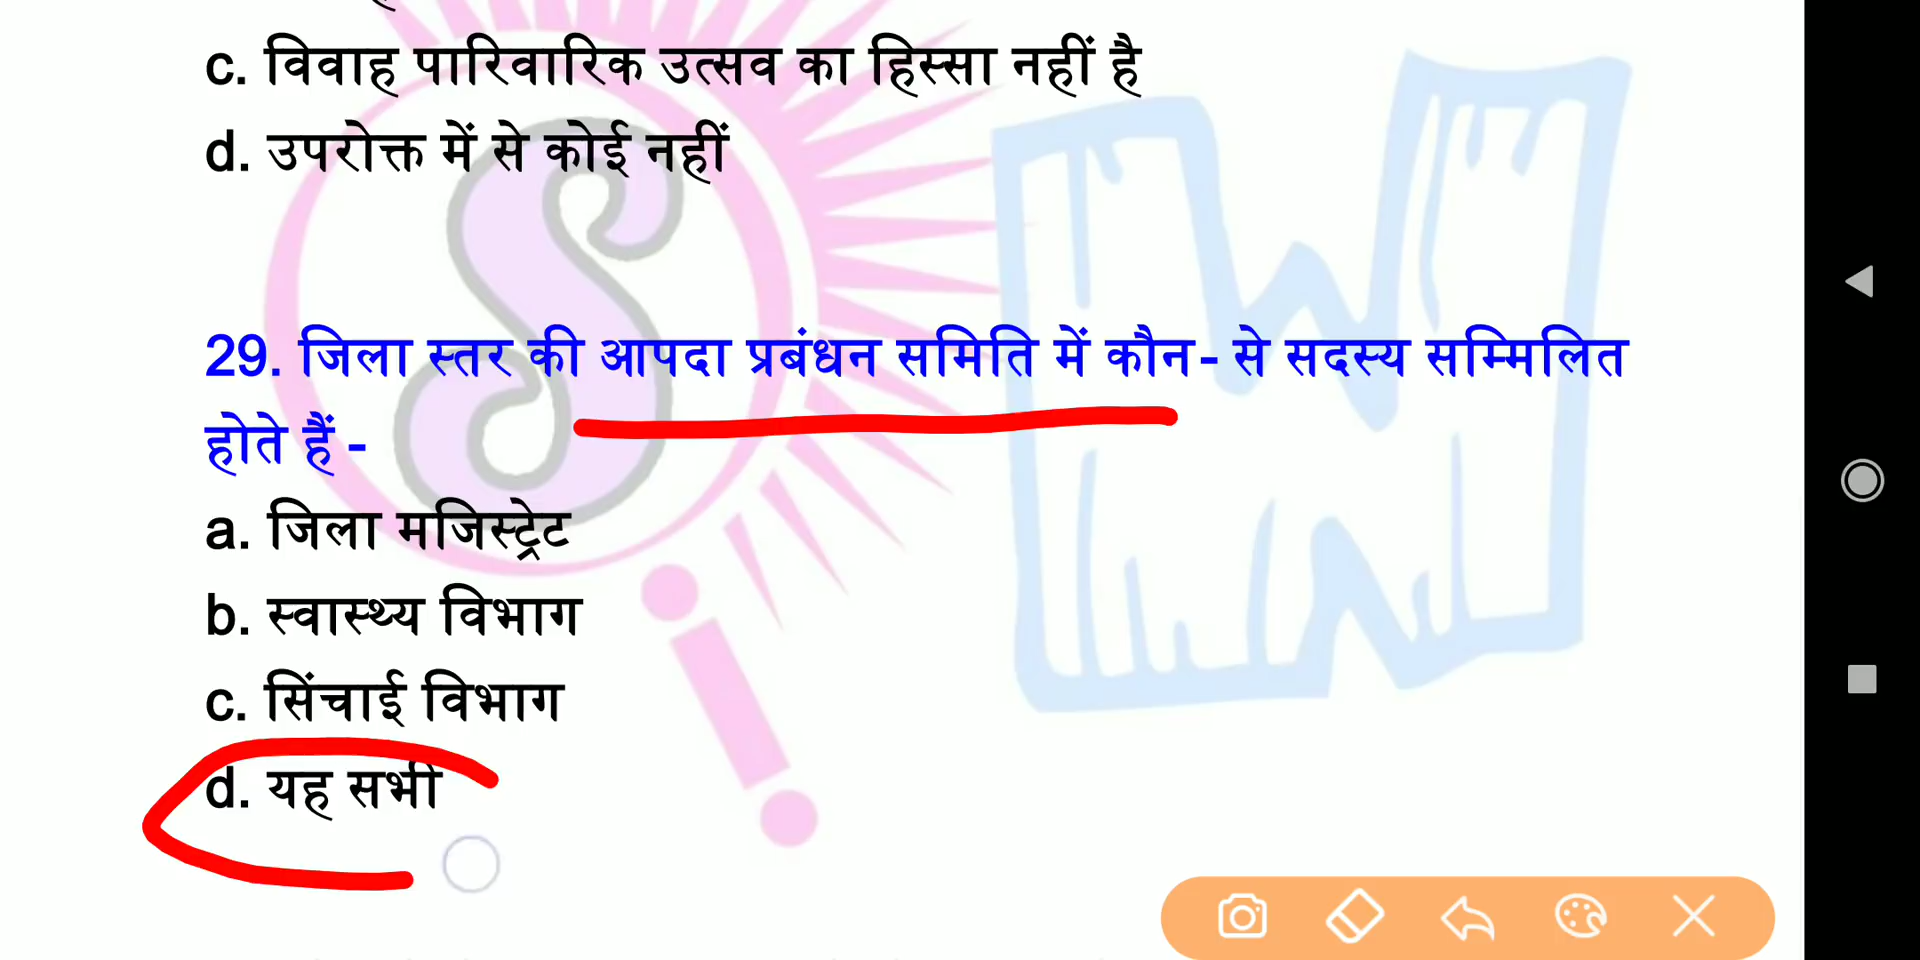 c. विवाह पारिवारिक उत्सव का हिस्सा नहीं है
d. उपरोक्त में से कोई नहीं
29. जिला स्तर की आपदा प्रबंधन समिति में कौन- से सदस्य सम्मिलित
होते हैं -
a. जिला मजिस्ट्रेट
b. स्वास्थ्य विभाग
c. सिंचाई विभाग
d. यह सभी